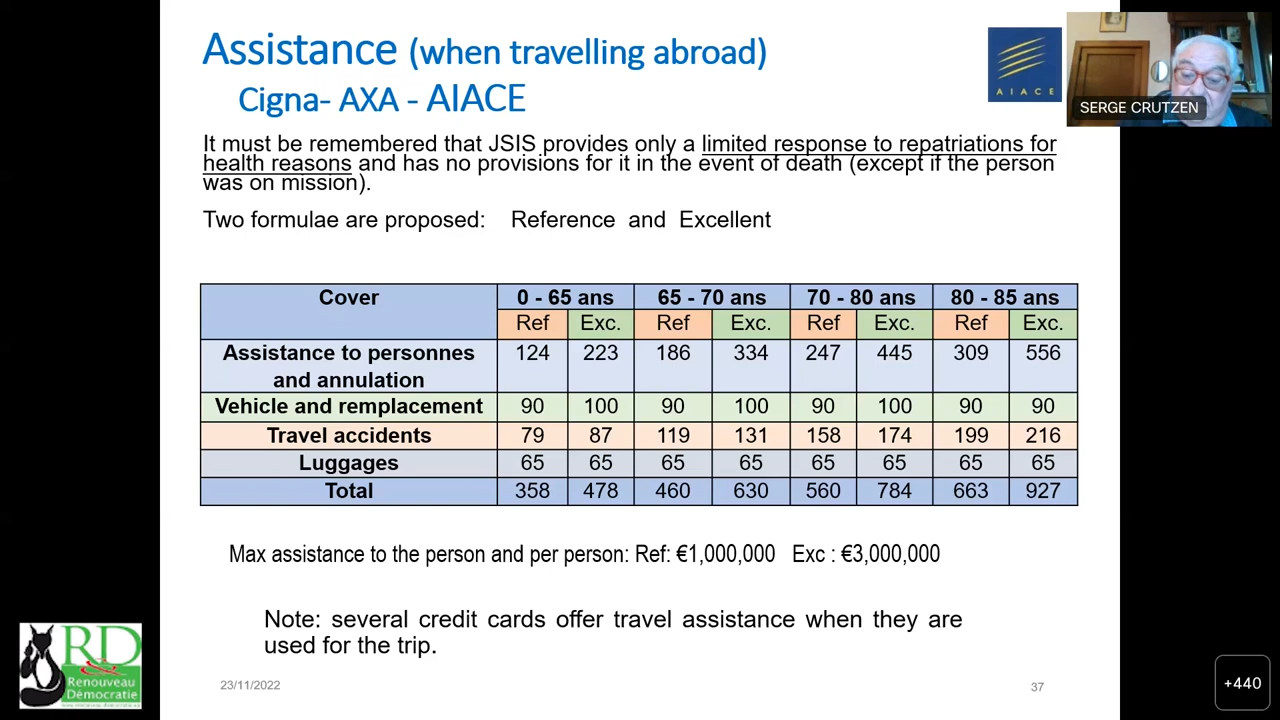 Assistance (when travelling abroad)
Cigna- AXA - AIACE
AIACE
SERGE CRUTZEN
It must be remembered that JSIS provides only a limited response to repatriations for
health reasons and has no provisions for it in the event of death (except if the person
was on mission).
Two formulae are proposed: Reference and Excellent
Cover 0 - 65 ans 65 - 70 ans 70 - 80 ans 80 - 85 ans
Ref Exc. Ref Exc. Ref Exc. Ref Exc.
Assistance to personnes 124 223 186 334 247 445 309 556
and annulation
Vehicle and remplacement 90 100 90 100 90 100 90 90
Travel accidents 79 87 119 131 158 174 199 216
Luggages 65 65 65 65 65 65 65 65
Total 358 478 460 630 560 784 663 927
Max assistance to the person and per person: Ref: €1,000,000 Exc : €3,000,000
Note: several credit cards offer travel assistance when they are
used for the trip.
RD
Renouveau
Démocratie
23/11/2022
37
+440